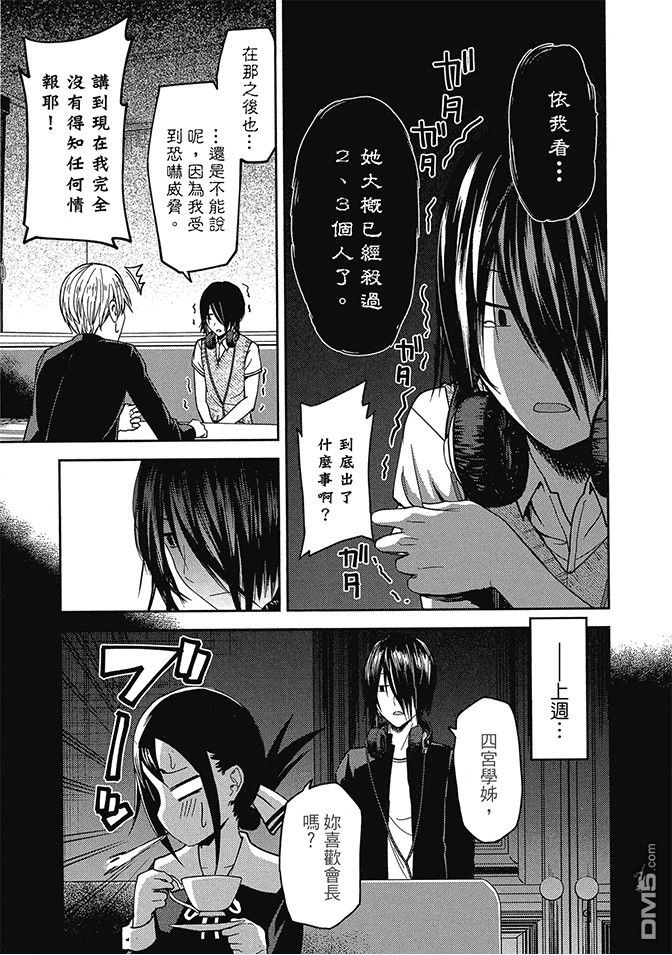 依我看…
她大概已經殺過
2、3個人了。
ガタ
ガタ
ガタ
到底出了
什麼事啊？
在那之後也…
…還是不能說
呢，因為我受
到恐嚇威脅。
講到現在我完全
沒有得知任何情
報耶！
——上週…
四宮學姊，
妳喜歡會長
嗎？
ブーッ
DM5.com